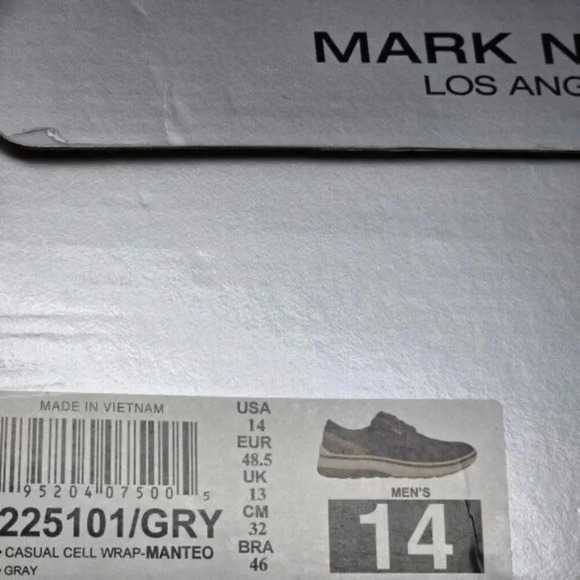 MARK N
LOS ANG
MADE IN VIETNAM
95204 07500 5
225101/GRY
• CASUAL CELL WRAP-MANTEO
• GRAY
USA
14
EUR
48.5
UK
13
CM
32
BRA
46
MEN'S
14